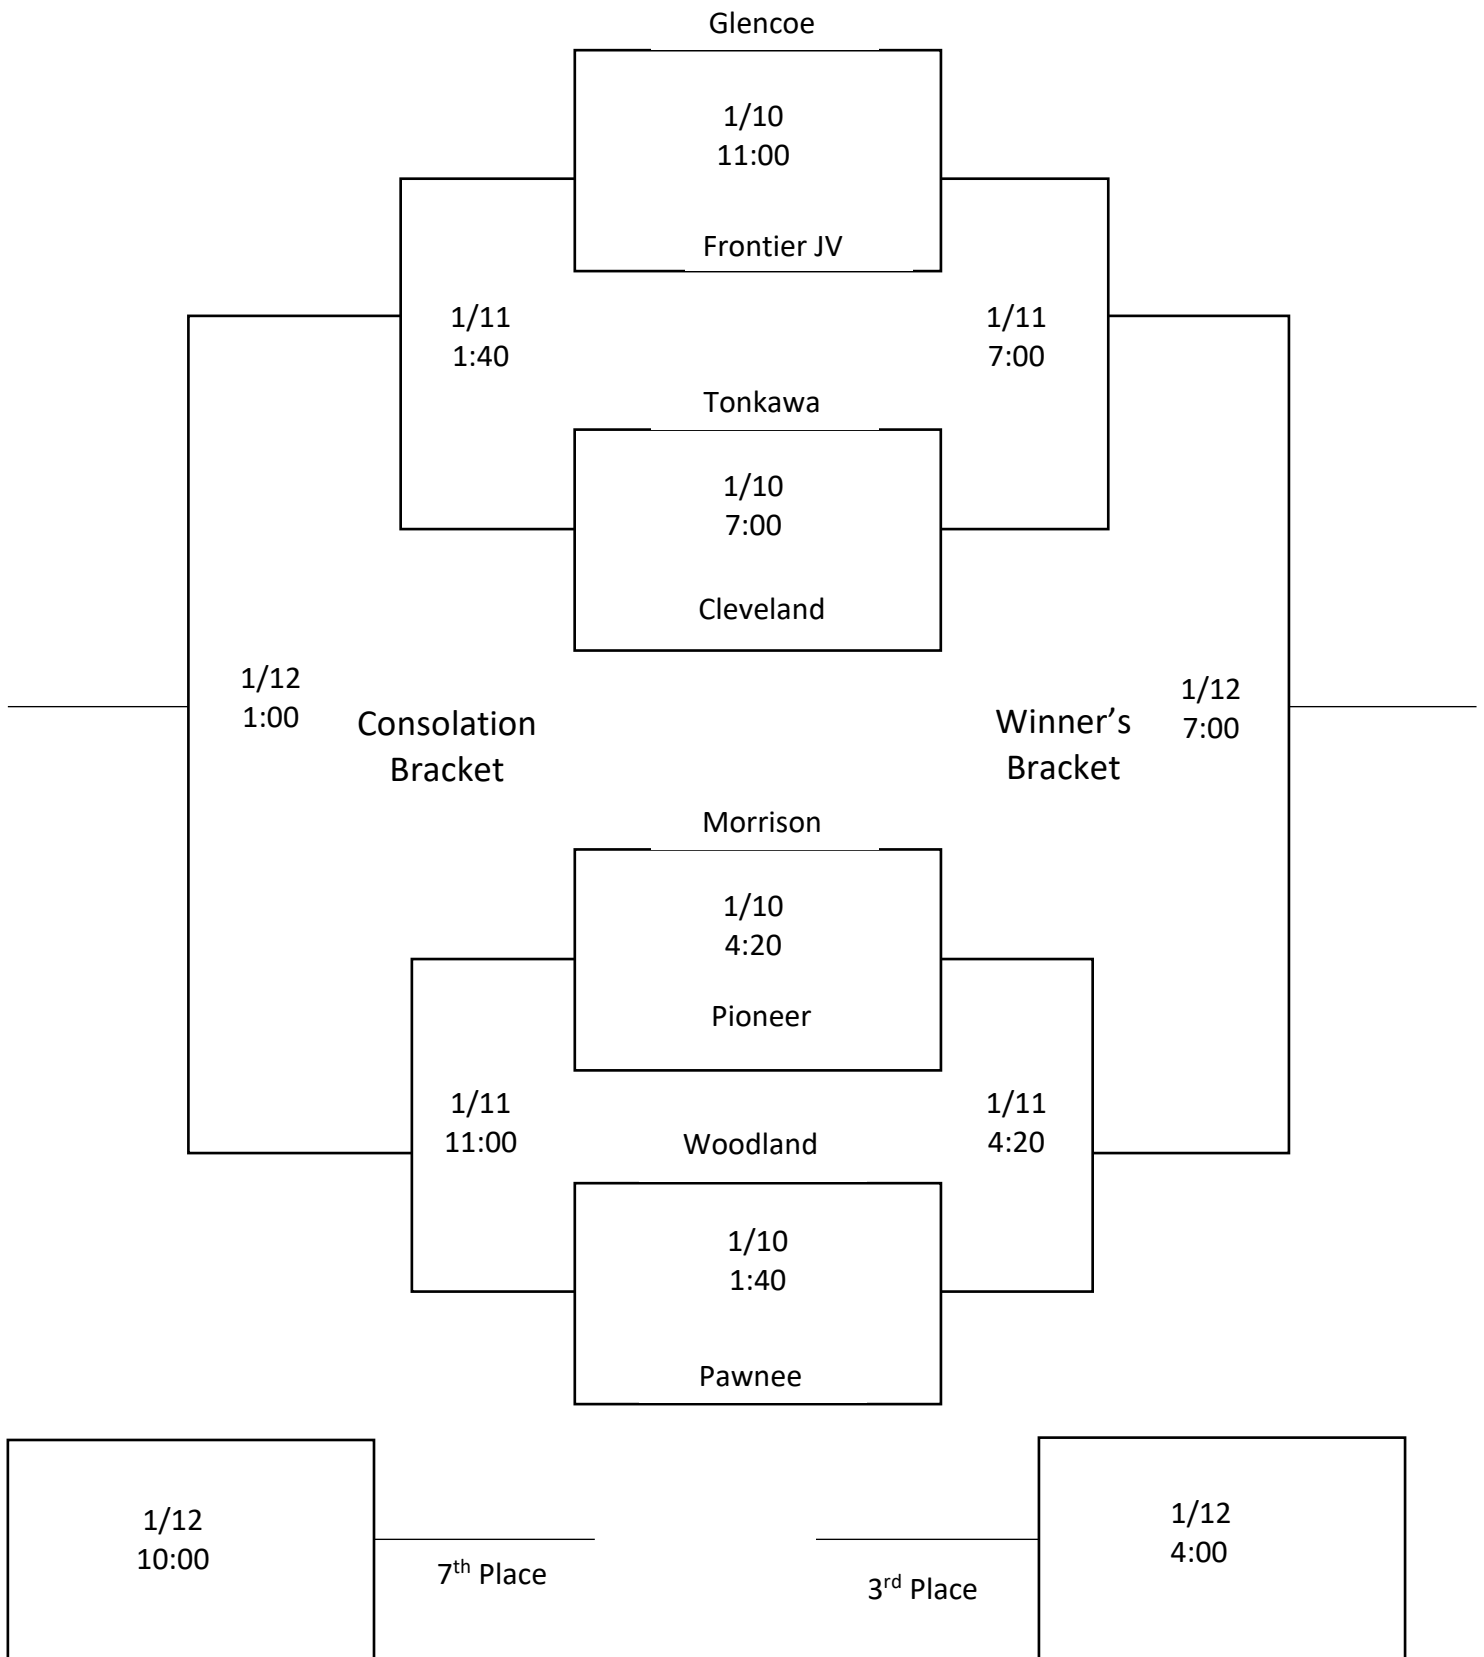 Glencoe
1/10
11:00
Frontier JV
1/11
1:40
1/11
7:00
Tonkawa
1/10
7:00
Cleveland
1/12
1:00
Consolation
Bracket
Winner’s
Bracket
1/12
7:00
Morrison
1/10
4:20
Pioneer
1/11
11:00
Woodland
1/11
4:20
1/10
1:40
Pawnee
1/12
10:00
7th Place
3rd Place
1/12
4:00